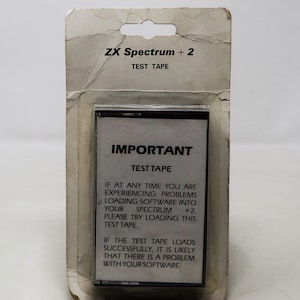 ZX Spectrum + 2
TEST TAPE
IMPORTANT
TEST TAPE
IF AT ANY TIME YOU ARE
EXPERIENCING PROBLEMS
LOADING SOFTWARE INTO
YOUR SPECTRUM +2,
PLEASE TRY LOADING THIS
TEST TAPE.
IF THE TEST TAPE LOADS
SUCCESSFULLY, IT IS LIKELY
THAT THERE IS A PROBLEM
WITH YOUR SOFTWARE.